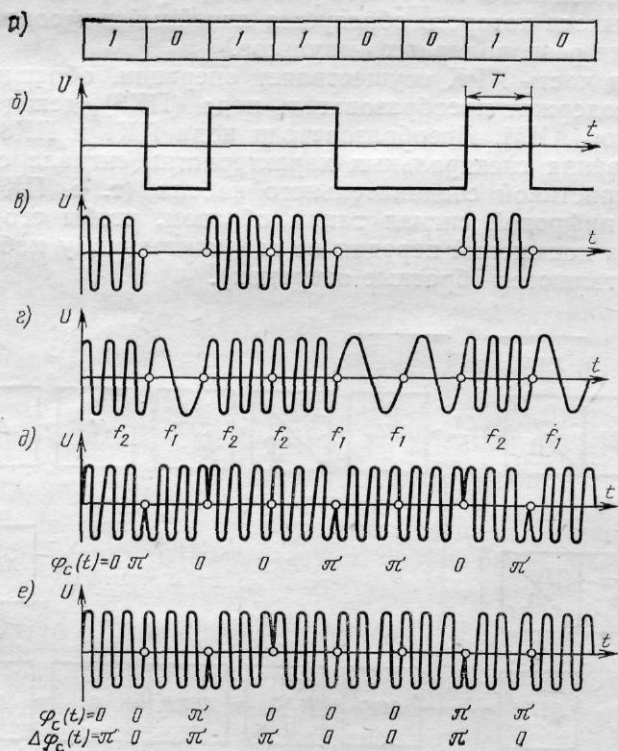 а)
1 0 1 1 0 0 1 0
U
б)
T
t
в) U
t
г) U
t
f₂ f₁ f₂ f₂ f₁ f₁ f₂ f₁
д) U
t
φc(t)=0 π 0 0 π π 0 π
е) U
t
φc(t)=0 0 π 0 0 0 π π
Δφc(t)=π 0 π π 0 0 π 0